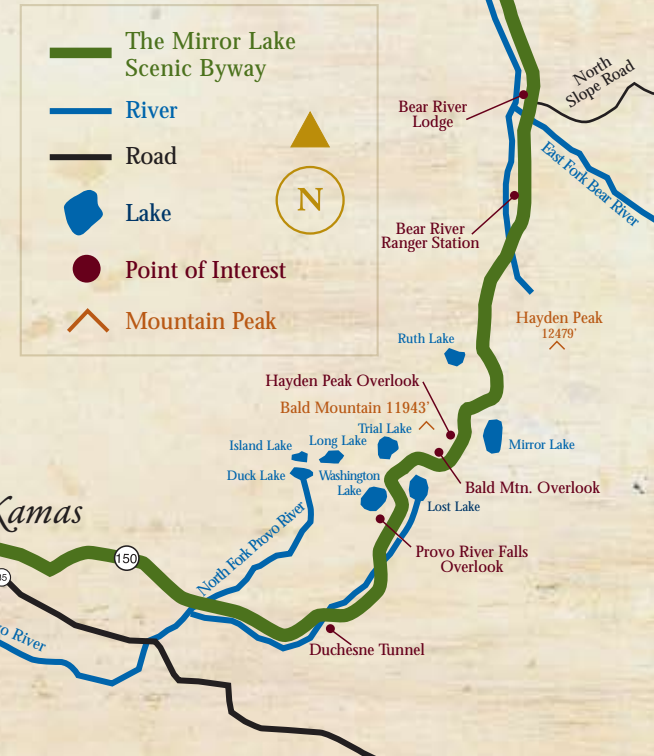 The Mirror Lake
Scenic Byway
River
Road
Lake
Point of Interest
Mountain Peak
N
North
Slope Road
Bear River
Lodge
East Fork Bear River
Bear River
Ranger Station
Hayden Peak
12479'
Ruth Lake
Hayden Peak Overlook
Bald Mountain 11943'
Trial Lake
Island Lake
Long Lake
Mirror Lake
Duck Lake
Washington
Lake
Bald Mtn. Overlook
Lost Lake
Kamas
North Fork Provo River
Provo River Falls
Overlook
150
35
vo River
Duchesne Tunnel